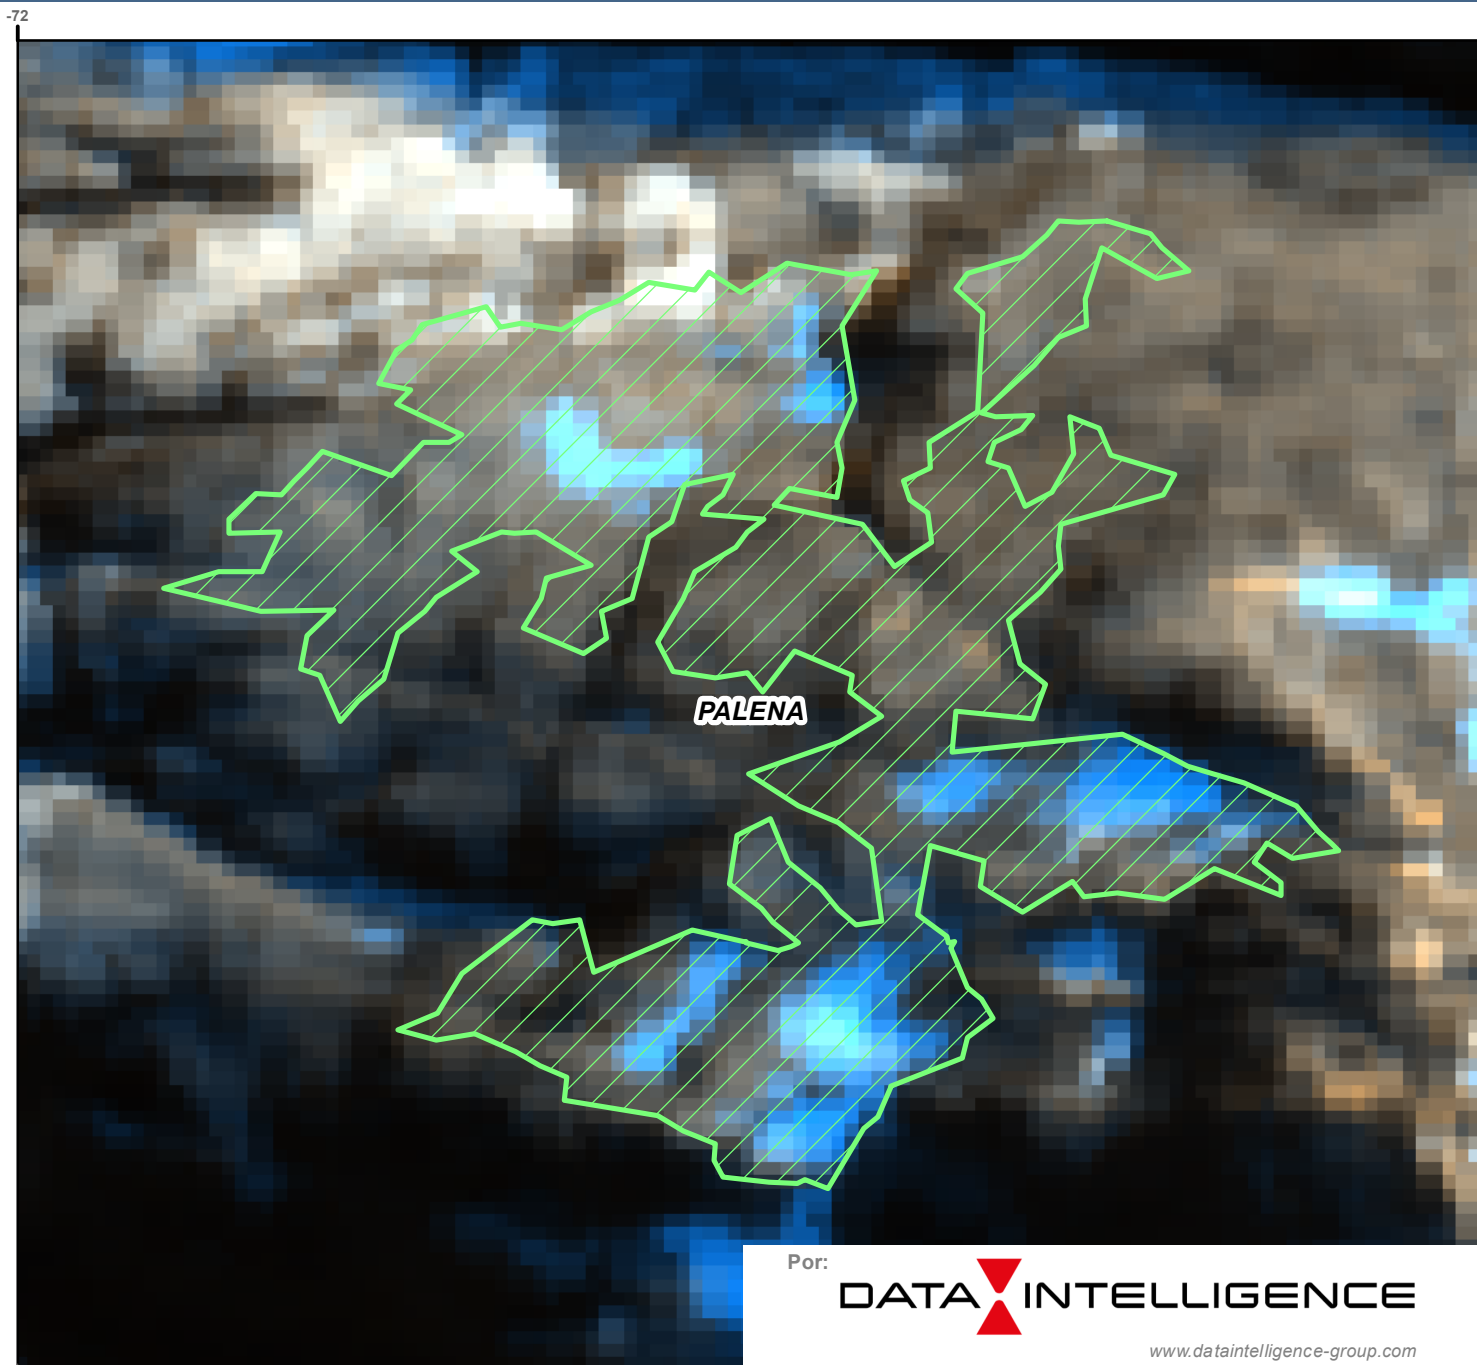 -72
PALENA
Por:
DATA INTELLIGENCE
www.dataintelligence-group.com